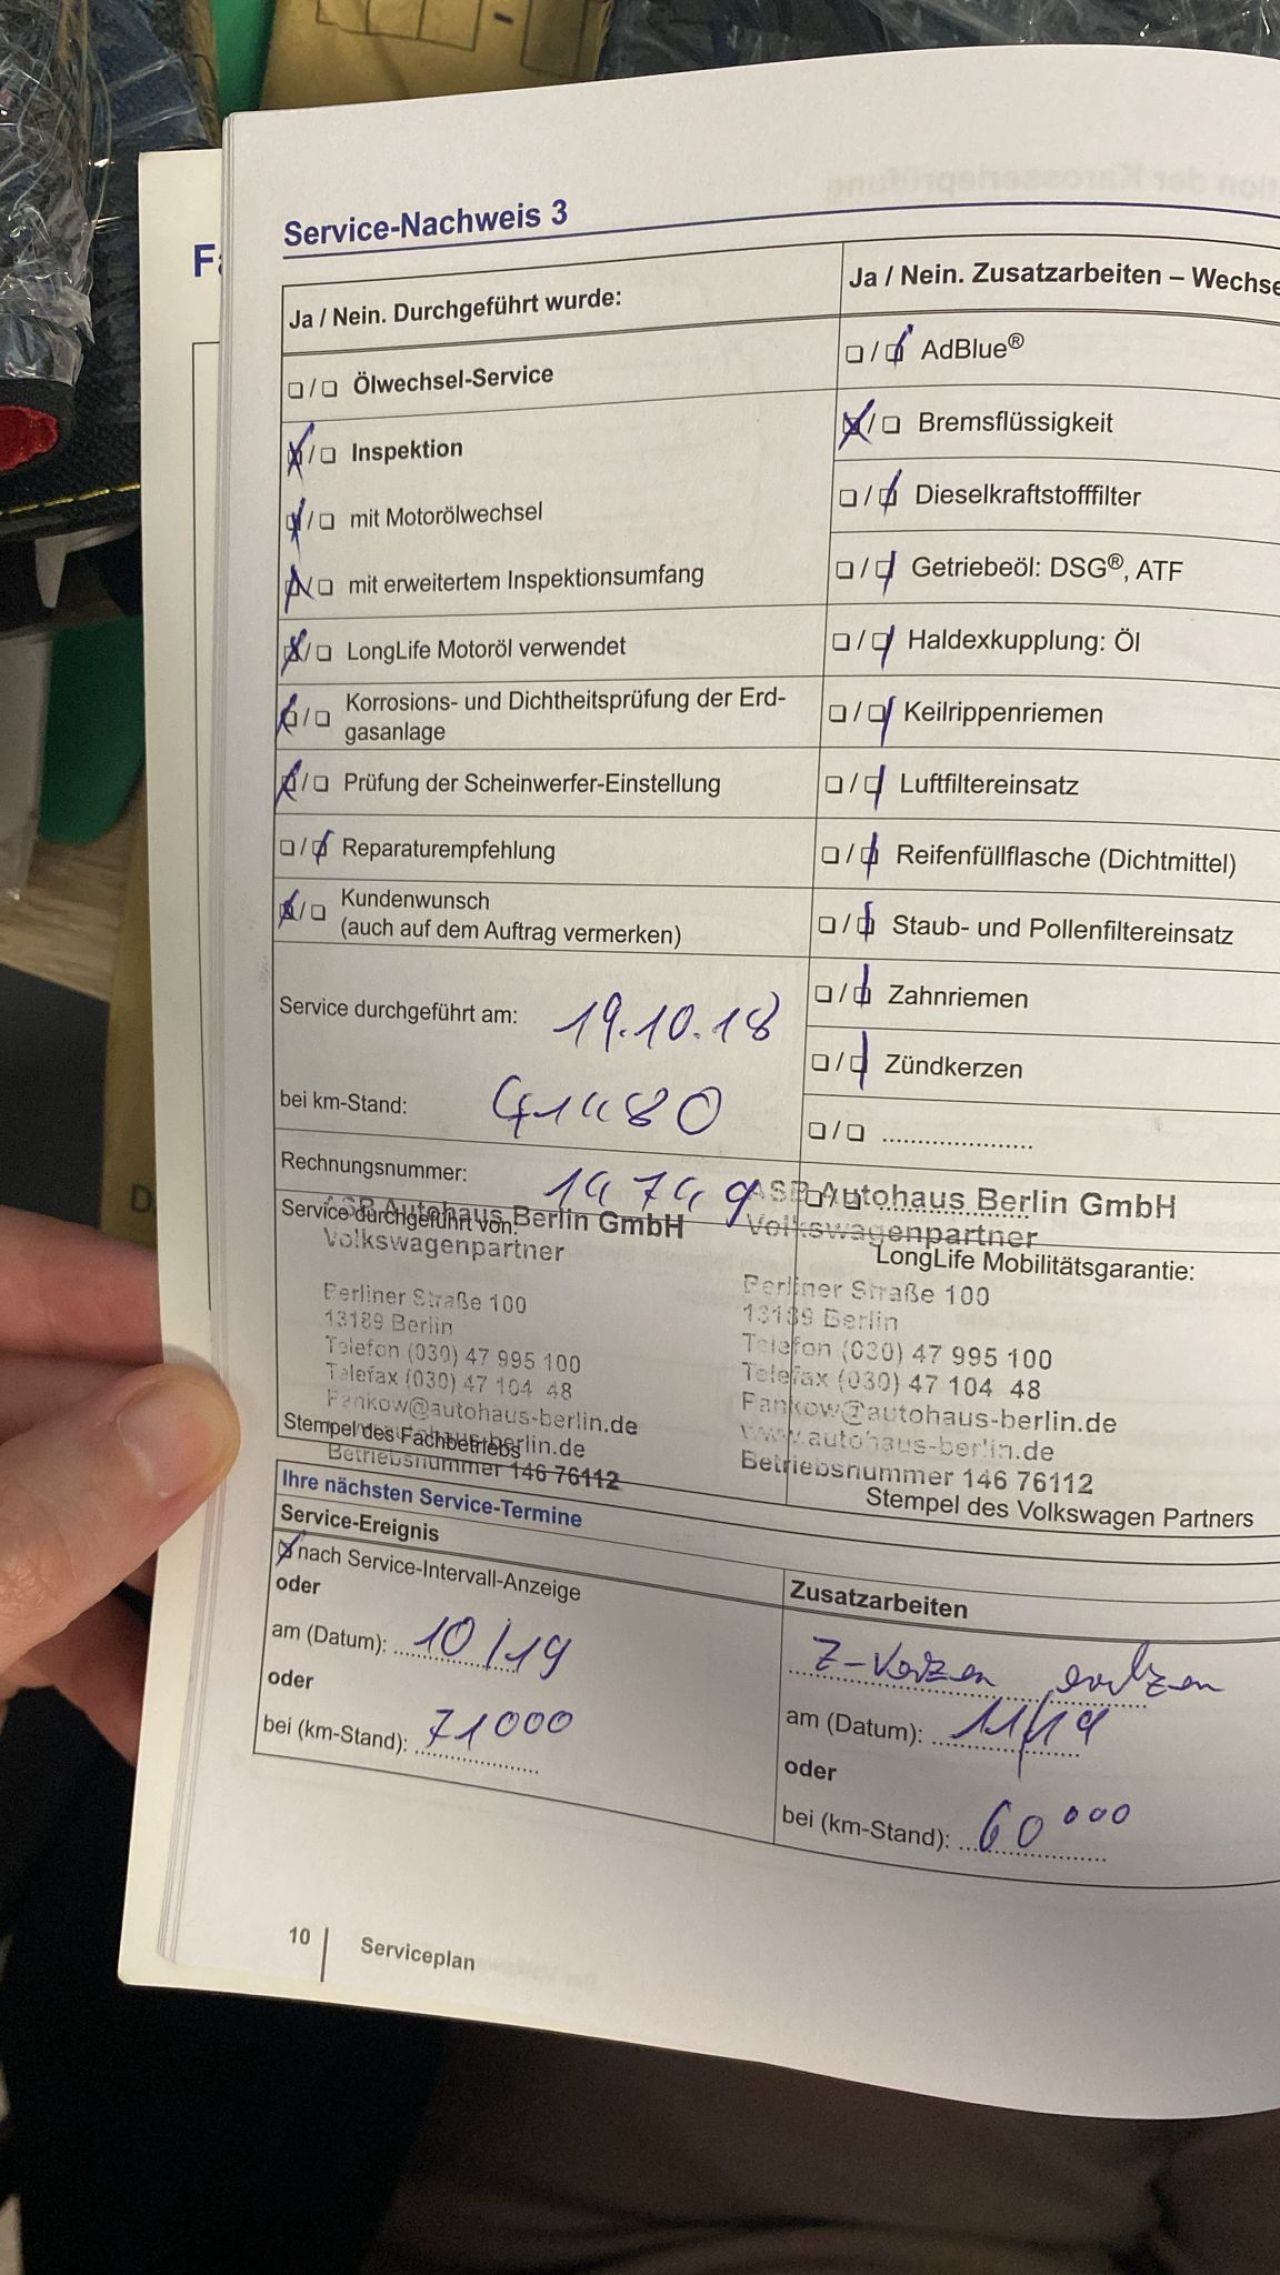 Service-Nachweis 3
Ja / Nein. Durchgeführt wurde:
❏ / ❏ Ölwechsel-Service
❏ / ❏ Inspektion
❏ / ❏ mit Motorölwechsel
❏ / ❏ mit erweitertem Inspektionsumfang
❏ / ❏ LongLife Motoröl verwendet
❏ / ❏ Korrosions- und Dichtheitsprüfung der Erd-
gasanlage
❏ / ❏ Prüfung der Scheinwerfer-Einstellung
❏ / ❏ Reparaturempfehlung
❏ / ❏ Kundenwunsch
(auch auf dem Auftrag vermerken)
Service durchgeführt am: 19.10.18
bei km-Stand: 41480
Rechnungsnummer: 14749
Service durchgeführt von:
ASB Autohaus Berlin GmbH
Volkswagenpartner
Berliner Straße 100
13189 Berlin
Telefon (030) 47 995 100
Telefax (030) 47 104 48
Pankow@autohaus-berlin.de
Stempel des Fachbetriebs
Betriebsnummer 146 76112
Ja / Nein. Zusatzarbeiten – Wechse
❏ / ❏ AdBlue®
❏ / ❏ Bremsflüssigkeit
❏ / ❏ Dieselkraftstofffilter
❏ / ❏ Getriebeöl: DSG®, ATF
❏ / ❏ Haldexkupplung: Öl
❏ / ❏ Keilrippenriemen
❏ / ❏ Luftfiltereinsatz
❏ / ❏ Reifenfüllflasche (Dichtmittel)
❏ / ❏ Staub- und Pollenfiltereinsatz
❏ / ❏ Zahnriemen
❏ / ❏ Zündkerzen
❏ / ❏ ......................
ASB Autohaus Berlin GmbH
Volkswagenpartner
LongLife Mobilitätsgarantie:
Berliner Straße 100
13189 Berlin
Telefon (030) 47 995 100
Telefax (030) 47 104 48
Pankow@autohaus-berlin.de
www.autohaus-berlin.de
Betriebsnummer 146 76112
Stempel des Volkswagen Partners
Ihre nächsten Service-Termine
Service-Ereignis
❏ nach Service-Intervall-Anzeige
oder
am (Datum): 10/19
oder
bei (km-Stand): 71000
Zusatzarbeiten
Z-Kerzen
am (Datum): 11/19
oder
bei (km-Stand): 60000
10 | Serviceplan